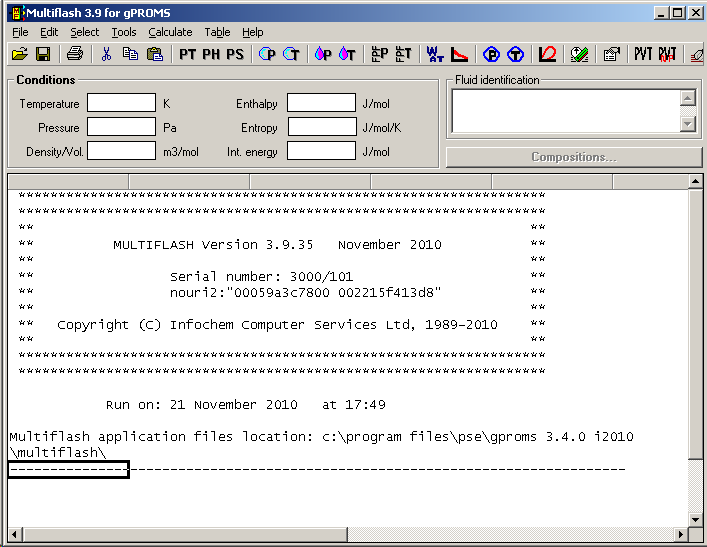 Multiflash 3.9 for gPROMS
File Edit Select Tools Calculate Table Help
PT PH PS P T P T P T W A T P T PVT PVT
Conditions
Temperature K Enthalpy J/mol
Pressure Pa Entropy J/mol/K
Density/Vol. m3/mol Int. energy J/mol
Fluid identification
Compositions...
******************************************************************
******************************************************************
** **
** MULTIFLASH Version 3.9.35 November 2010 **
** **
** Serial number: 3000/101 **
** nouri2:"00059a3c7800 002215f413d8" **
** **
** Copyright (C) Infochem Computer Services Ltd, 1989-2010 **
** **
******************************************************************
******************************************************************
Run on: 21 November 2010 at 17:49
Multiflash application files location: c:\program files\pse\gproms 3.4.0 i2010
\multiflash\
-----------------------------------------------------------------------------